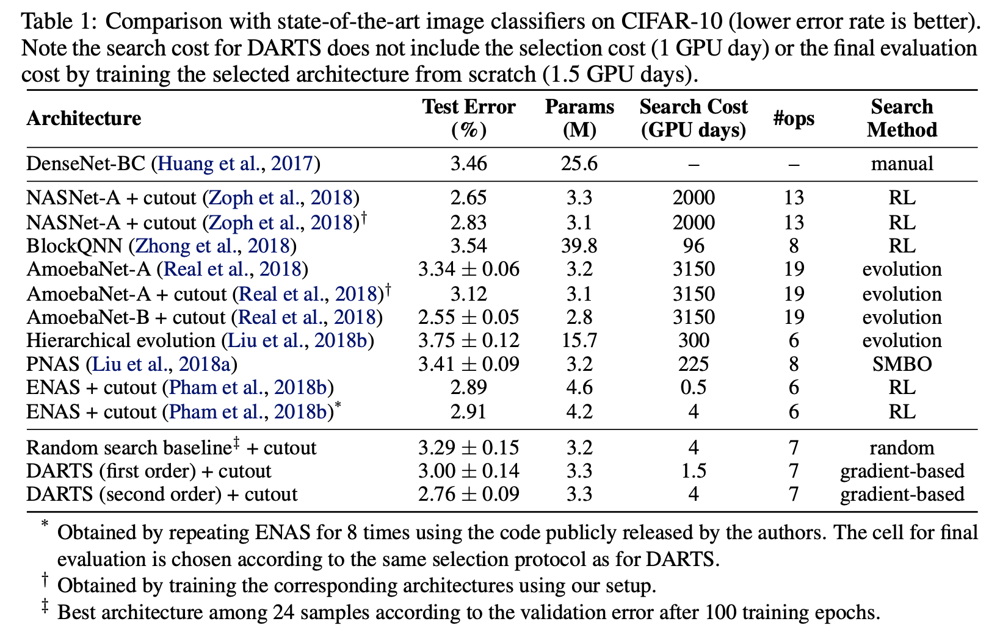 Table 1: Comparison with state-of-the-art image classifiers on CIFAR-10 (lower error rate is better).
Note the search cost for DARTS does not include the selection cost (1 GPU day) or the final evaluation
cost by training the selected architecture from scratch (1.5 GPU days).
Architecture Test Error (%) Params (M) Search Cost (GPU days) #ops Search Method
DenseNet-BC (Huang et al., 2017) 3.46 25.6 – – manual
NASNet-A + cutout (Zoph et al., 2018) 2.65 3.3 2000 13 RL
NASNet-A + cutout (Zoph et al., 2018)† 2.83 3.1 2000 13 RL
BlockQNN (Zhong et al., 2018) 3.54 39.8 96 8 RL
AmoebaNet-A (Real et al., 2018) 3.34 ± 0.06 3.2 3150 19 evolution
AmoebaNet-A + cutout (Real et al., 2018)† 3.12 3.1 3150 19 evolution
AmoebaNet-B + cutout (Real et al., 2018) 2.55 ± 0.05 2.8 3150 19 evolution
Hierarchical evolution (Liu et al., 2018b) 3.75 ± 0.12 15.7 300 6 evolution
PNAS (Liu et al., 2018a) 3.41 ± 0.09 3.2 225 8 SMBO
ENAS + cutout (Pham et al., 2018b) 2.89 4.6 0.5 6 RL
ENAS + cutout (Pham et al., 2018b)* 2.91 4.2 4 6 RL
Random search baseline‡ + cutout 3.29 ± 0.15 3.2 4 7 random
DARTS (first order) + cutout 3.00 ± 0.14 3.3 1.5 7 gradient-based
DARTS (second order) + cutout 2.76 ± 0.09 3.3 4 7 gradient-based
* Obtained by repeating ENAS for 8 times using the code publicly released by the authors. The cell for final
evaluation is chosen according to the same selection protocol as for DARTS.
† Obtained by training the corresponding architectures using our setup.
‡ Best architecture among 24 samples according to the validation error after 100 training epochs.